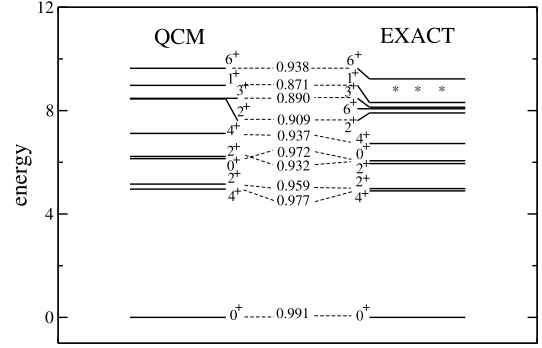 12
QCM EXACT
6+ 0.938 6+
1+ 0.871 1+
* * *
3+ 0.890 3+
8
2+ 0.909 6+
2+
4+ 0.937 4+
energy
2+ 0.972 0+
0+ 0.932 2+
2+ 0.959 2+
4+ 0.977 4+
4
0 0+ 0.991 0+